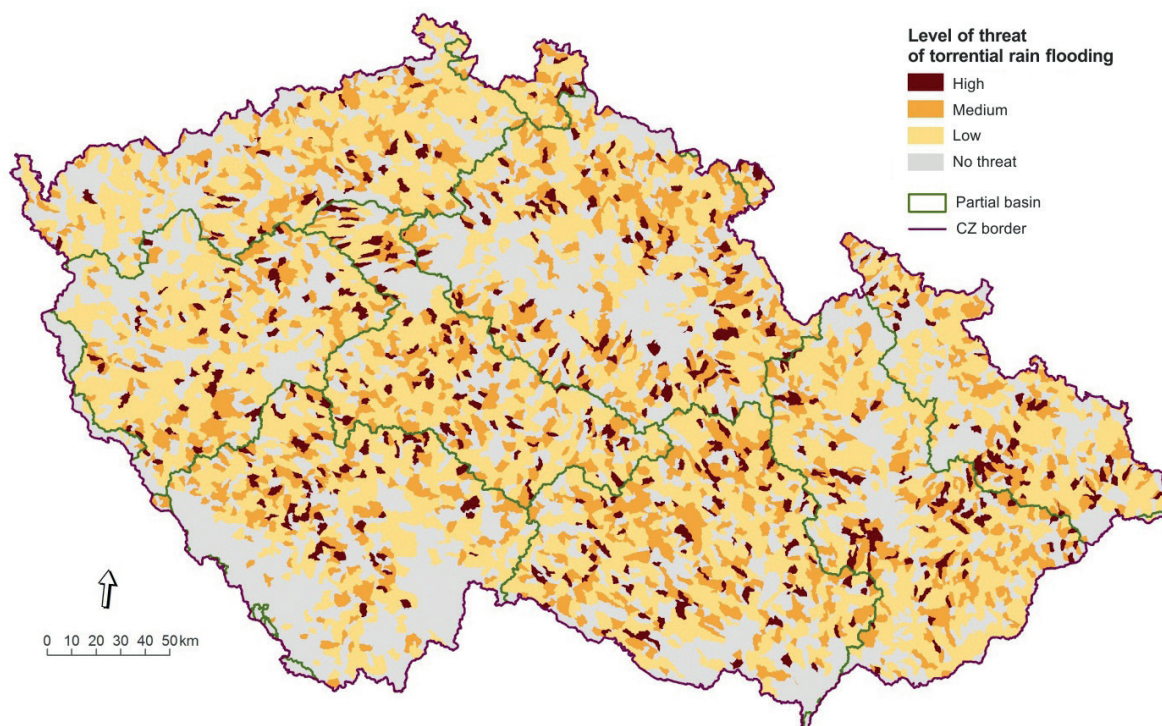 Level of threat
of torrential rain flooding
High
Medium
Low
No threat
Partial basin
CZ border
0 10 20 30 40 50 km